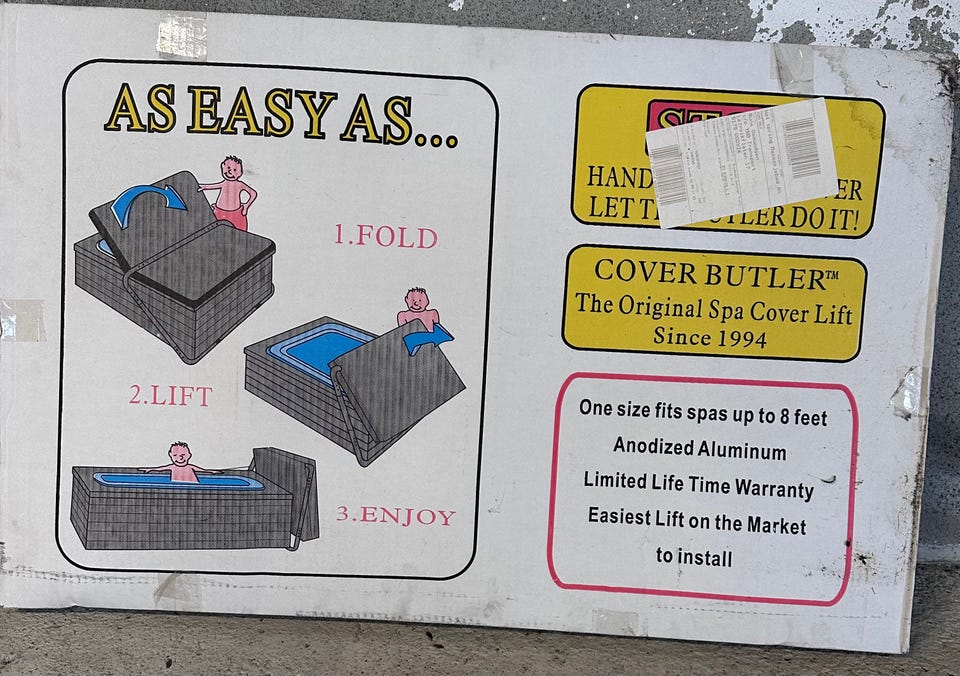 AS EASY AS...
1.FOLD
2.LIFT
3.ENJOY
HAND
LET T
ER
TLER DO IT!
COVER BUTLER™
The Original Spa Cover Lift
Since 1994
One size fits spas up to 8 feet
Anodized Aluminum
Limited Life Time Warranty
Easiest Lift on the Market
to install